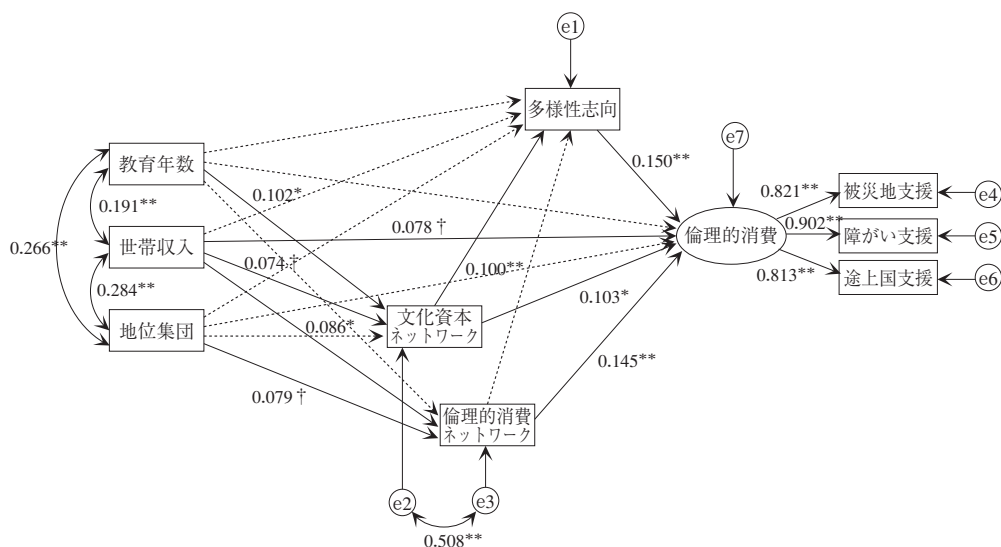 e1
多様性志向
e7
教育年数
0.150**
0.102*
0.821**
被災地支援
e4
0.191**
0.902**
0.078†
世帯収入
倫理的消費
障がい支援
e5
0.266**
0.074†
0.100**
0.813**
途上国支援
e6
0.284**
0.103*
地位集団
0.086*
文化資本
ネットワーク
0.145**
0.079†
倫理的消費
ネットワーク
e2
e3
0.508**